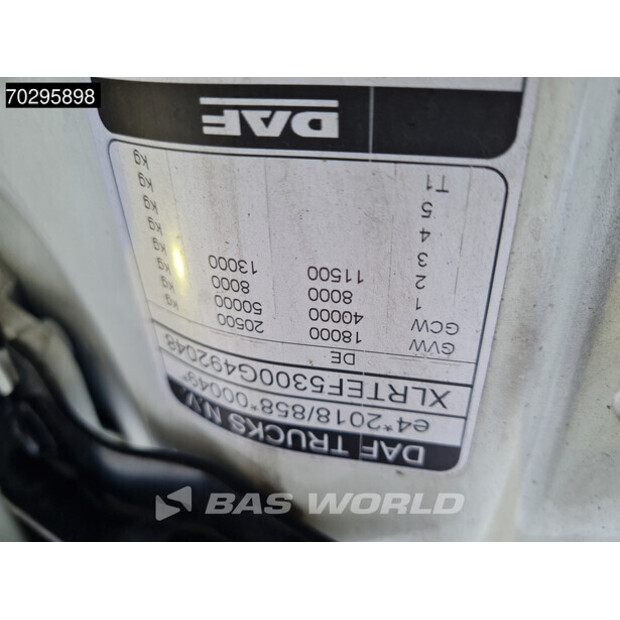 70295898
DAF TRUCKS N.V.
e4*2018/858*00049*
XLRTEF5300G492048
DE
GVW 18000 20500 kg
GCW 40000 50000 kg
1 8000 8000 kg
2 11500 13000 kg
3 kg
4 kg
5 kg
T1 kg
DAF
BAS WORLD